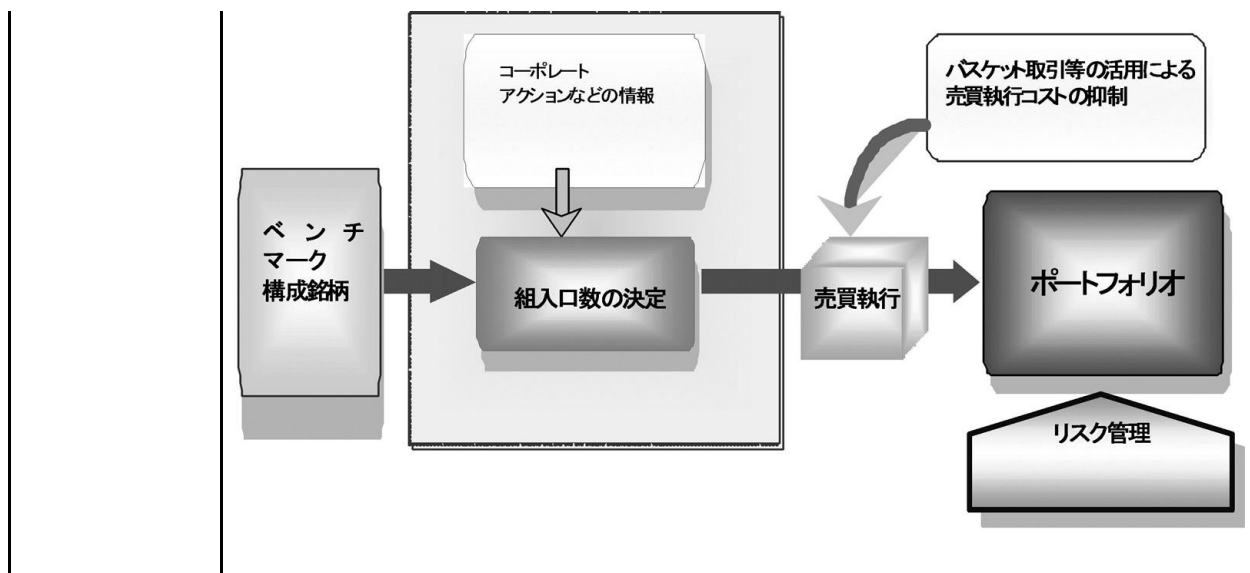 コーポレート
アクションなどの情報
バスケット取引等の活用による
売買執行コストの抑制
ベンチ
マーク
構成銘柄
組入口数の決定
売買執行
ポートフォリオ
リスク管理